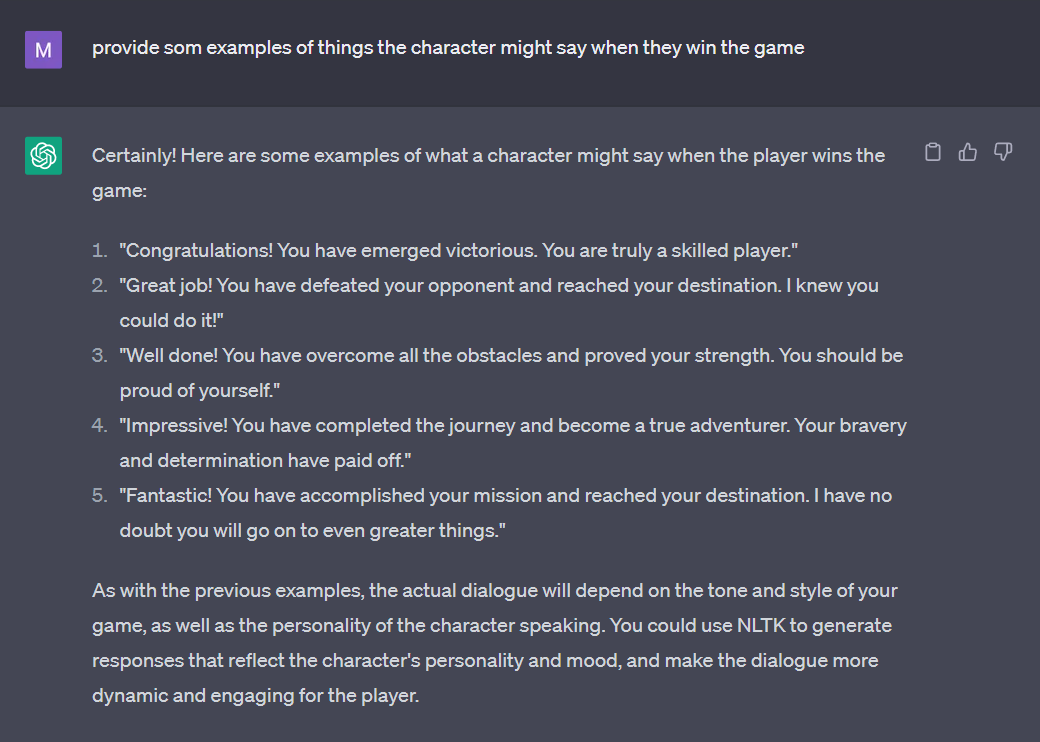 M
provide som examples of things the character might say when they win the game
Certainly! Here are some examples of what a character might say when the player wins the
game:
1. "Congratulations! You have emerged victorious. You are truly a skilled player."
2. "Great job! You have defeated your opponent and reached your destination. I knew you
could do it!"
3. "Well done! You have overcome all the obstacles and proved your strength. You should be
proud of yourself."
4. "Impressive! You have completed the journey and become a true adventurer. Your bravery
and determination have paid off."
5. "Fantastic! You have accomplished your mission and reached your destination. I have no
doubt you will go on to even greater things."
As with the previous examples, the actual dialogue will depend on the tone and style of your
game, as well as the personality of the character speaking. You could use NLTK to generate
responses that reflect the character's personality and mood, and make the dialogue more
dynamic and engaging for the player.